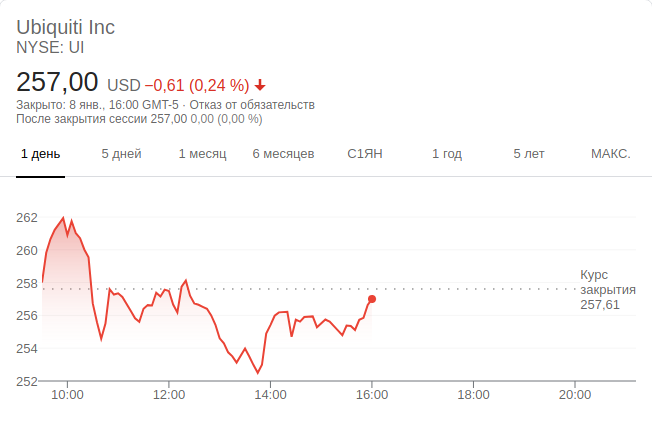 Ubiquiti Inc
NYSE: UI
257,00 USD −0,61 (0,24 %)
Закрыто: 8 янв., 16:00 GMT-5 · Отказ от обязательств
После закрытия сессии 257,00 0,00 (0,00 %)
1 день 5 дней 1 месяц 6 месяцев С1ЯН 1 год 5 лет МАКС.
262
260
258
256
254
252
Курс
закрытия
257,61
10:00 12:00 14:00 16:00 18:00 20:00